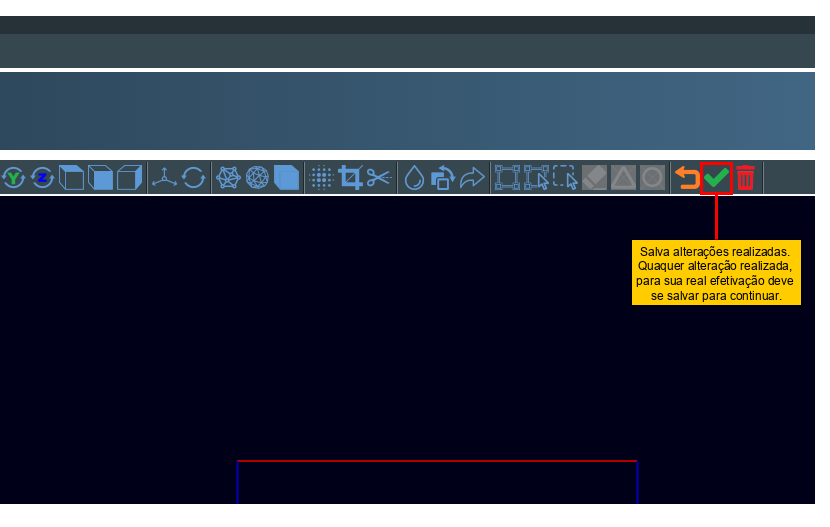 Y
Z
Salva alterações realizadas.
Quaquer alteração realizada,
para sua real efetivação deve
se salvar para continuar.